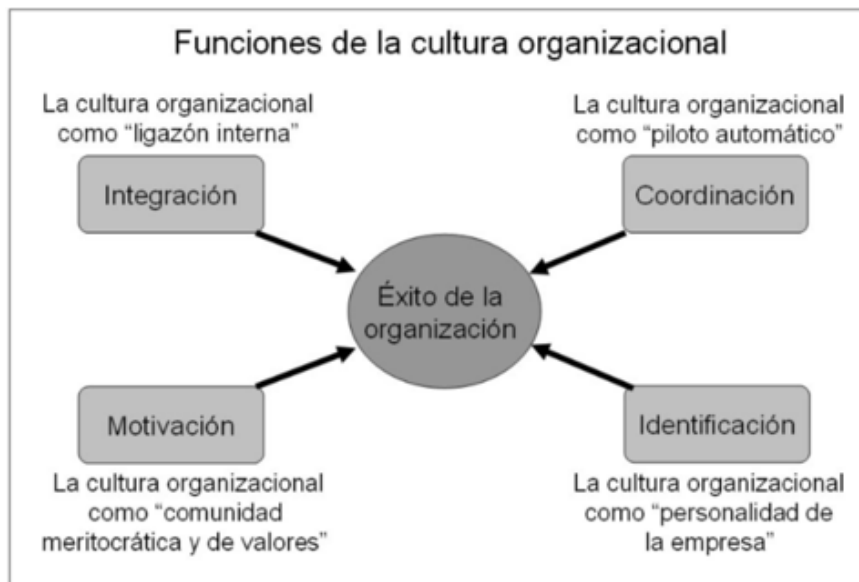 Funciones de la cultura organizacional
La cultura organizacional
como “ligazón interna”
Integración
La cultura organizacional
como “piloto automático”
Coordinación
Éxito de la
organización
Motivación
La cultura organizacional
como “comunidad
meritocrática y de valores”
Identificación
La cultura organizacional
como “personalidad de
la empresa”